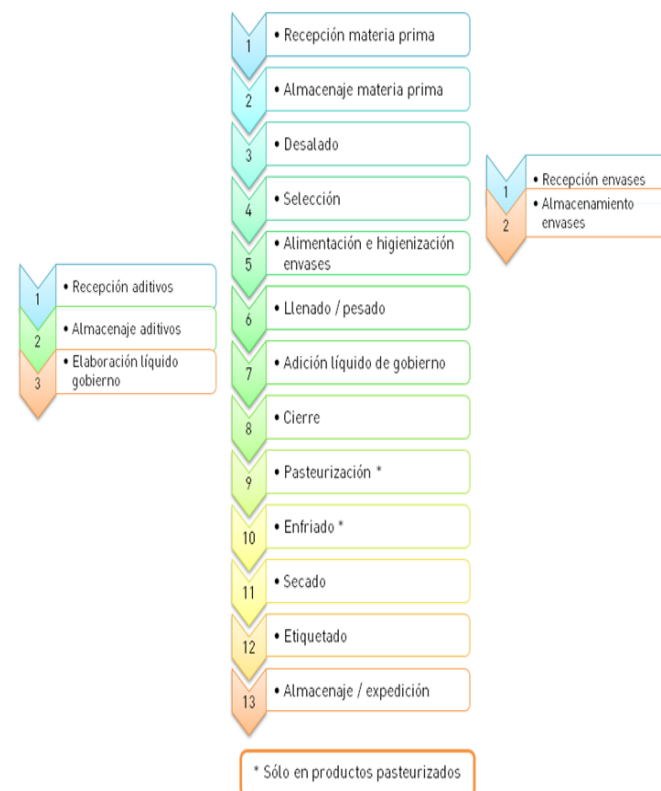 1
• Recepción materia prima
2
• Almacenaje materia prima
3
• Desalado
4
• Selección
5
• Alimentación e higienización
envases
6
• Llenado / pesado
7
• Adición líquido de gobierno
8
• Cierre
9
• Pasteurización *
10
• Enfriado *
11
• Secado
12
• Etiquetado
13
• Almacenaje / expedición
1
• Recepción aditivos
2
• Almacenaje aditivos
3
• Elaboración líquido
gobierno
1
• Recepción envases
2
• Almacenamiento
envases
* Sólo en productos pasteurizados